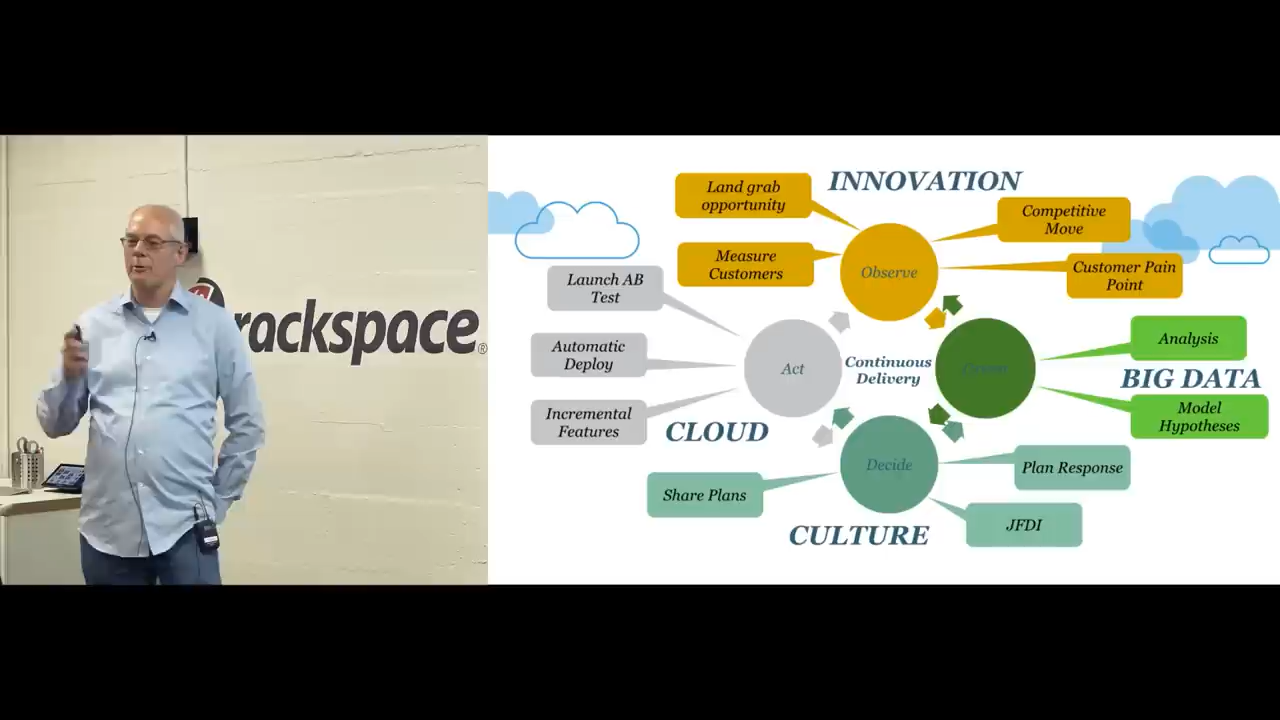 rackspace®
INNOVATION
Land grab
opportunity
Competitive
Move
Measure
Customers
Observe
Customer Pain
Point
Launch AB
Test
Analysis
Automatic
Deploy
Act
Continuous
Delivery
BIG DATA
Model
Hypotheses
Incremental
Features
CLOUD
Decide
Plan Response
Share Plans
JFDI
CULTURE